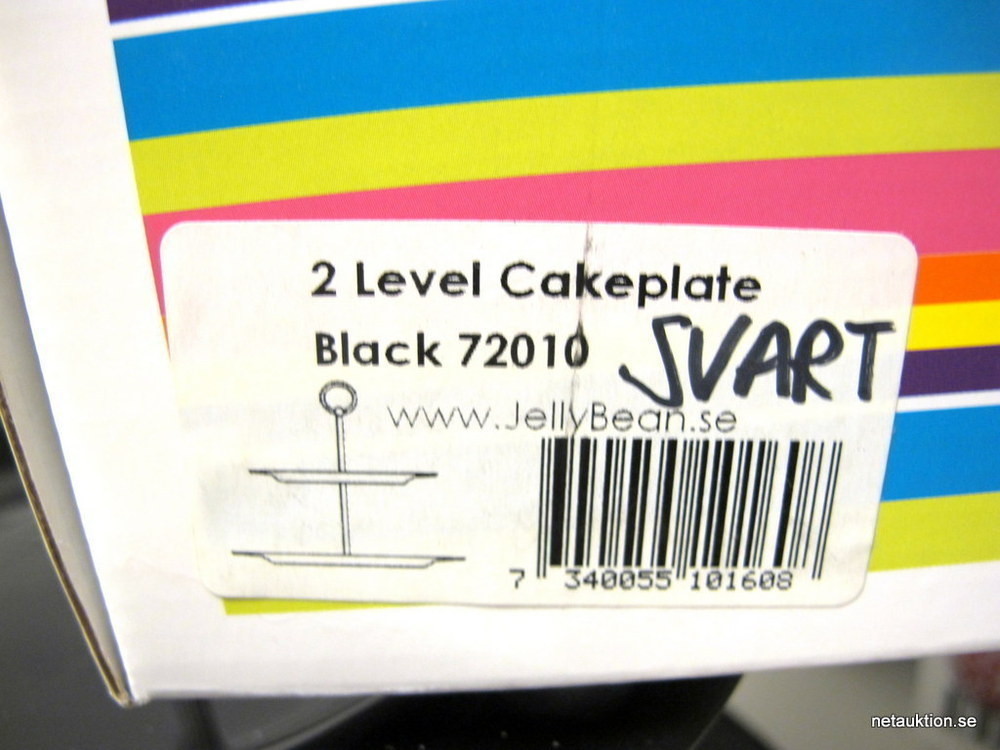 2 Level Cakeplate
Black 72010 SVART
www.JellyBean.se
7 340055 101608
netauktion.se